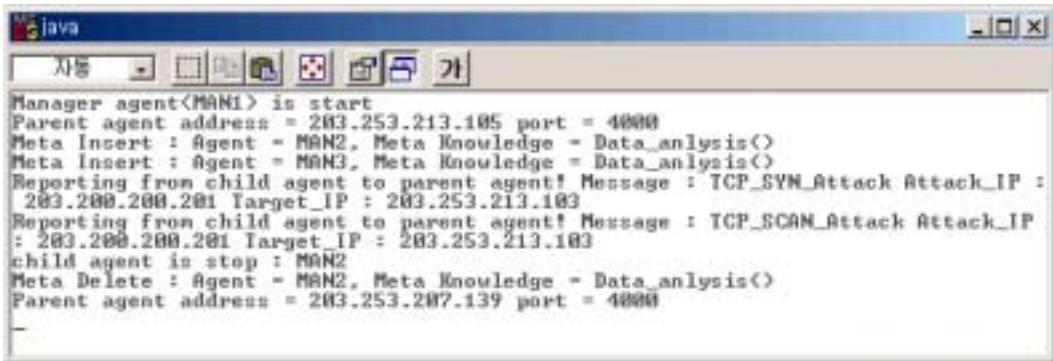 java
자동
가
Manager agent<MAN1> is start
Parent agent address = 203.253.213.105 port = 4000
Meta Insert : Agent = MAN2, Meta Knowledge = Data_anlysis()
Meta Insert : Agent = MAN3, Meta Knowledge = Data_anlysis()
Reporting from child agent to parent agent! Message : TCP_SYN_Attack Attack_IP :
203.200.200.201 Target_IP : 203.253.213.103
Reporting from child agent to parent agent! Message : TCP_SCAN_Attack Attack_IP
: 203.200.200.201 Target_IP : 203.253.213.103
child agent is stop : MAN2
Meta Delete : Agent = MAN2, Meta Knowledge = Data_anlysis()
Parent agent address = 203.253.207.139 port = 4000